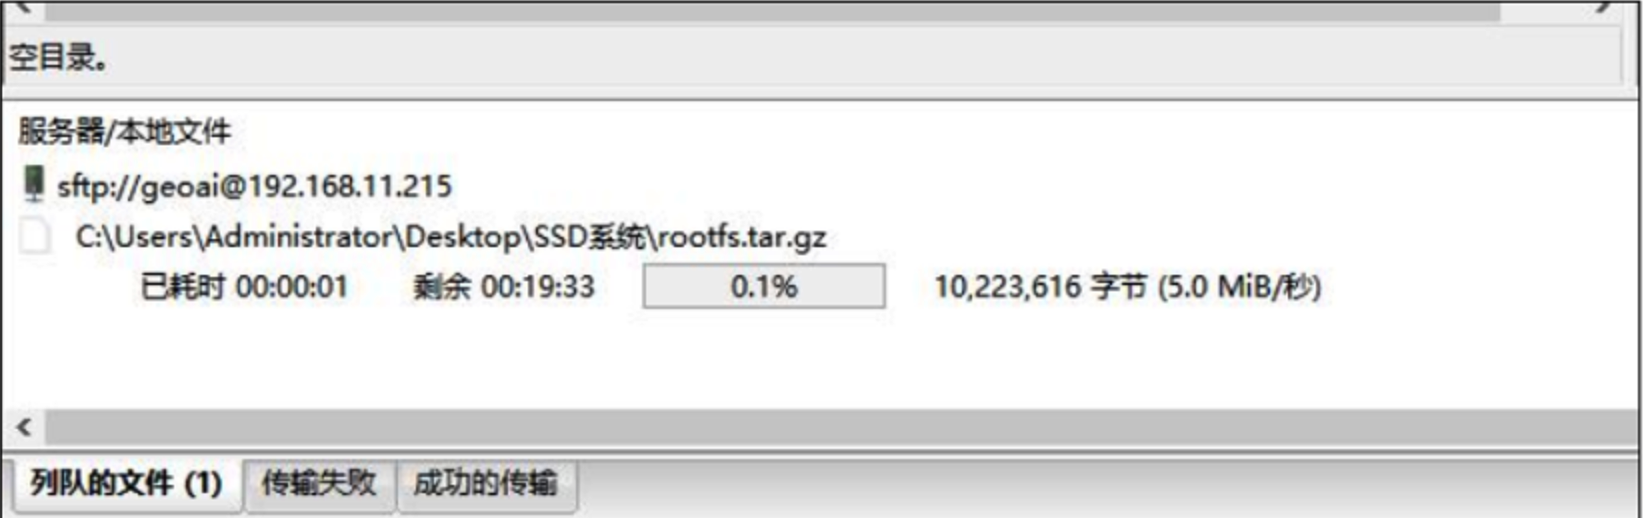 空目录。
服务器/本地文件
sftp://geoai@192.168.11.215
C:\Users\Administrator\Desktop\SSD系统\rootfs.tar.gz
已耗时 00:00:01 剩余 00:19:33 0.1% 10,223,616 字节 (5.0 MiB/秒)
列队的文件 (1) 传输失败 成功的传输